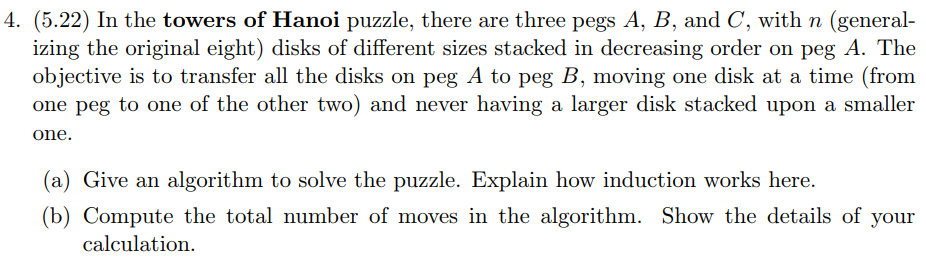 4. (5.22) In the towers of Hanoi puzzle, there are three pegs A, B, and C, with n (general-
izing the original eight) disks of different sizes stacked in decreasing order on peg A. The
objective is to transfer all the disks on peg A to peg B, moving one disk at a time (from
one peg to one of the other two) and never having a larger disk stacked upon a smaller
one.
(a) Give an algorithm to solve the puzzle. Explain how induction works here.
(b) Compute the total number of moves in the algorithm. Show the details of your
calculation.